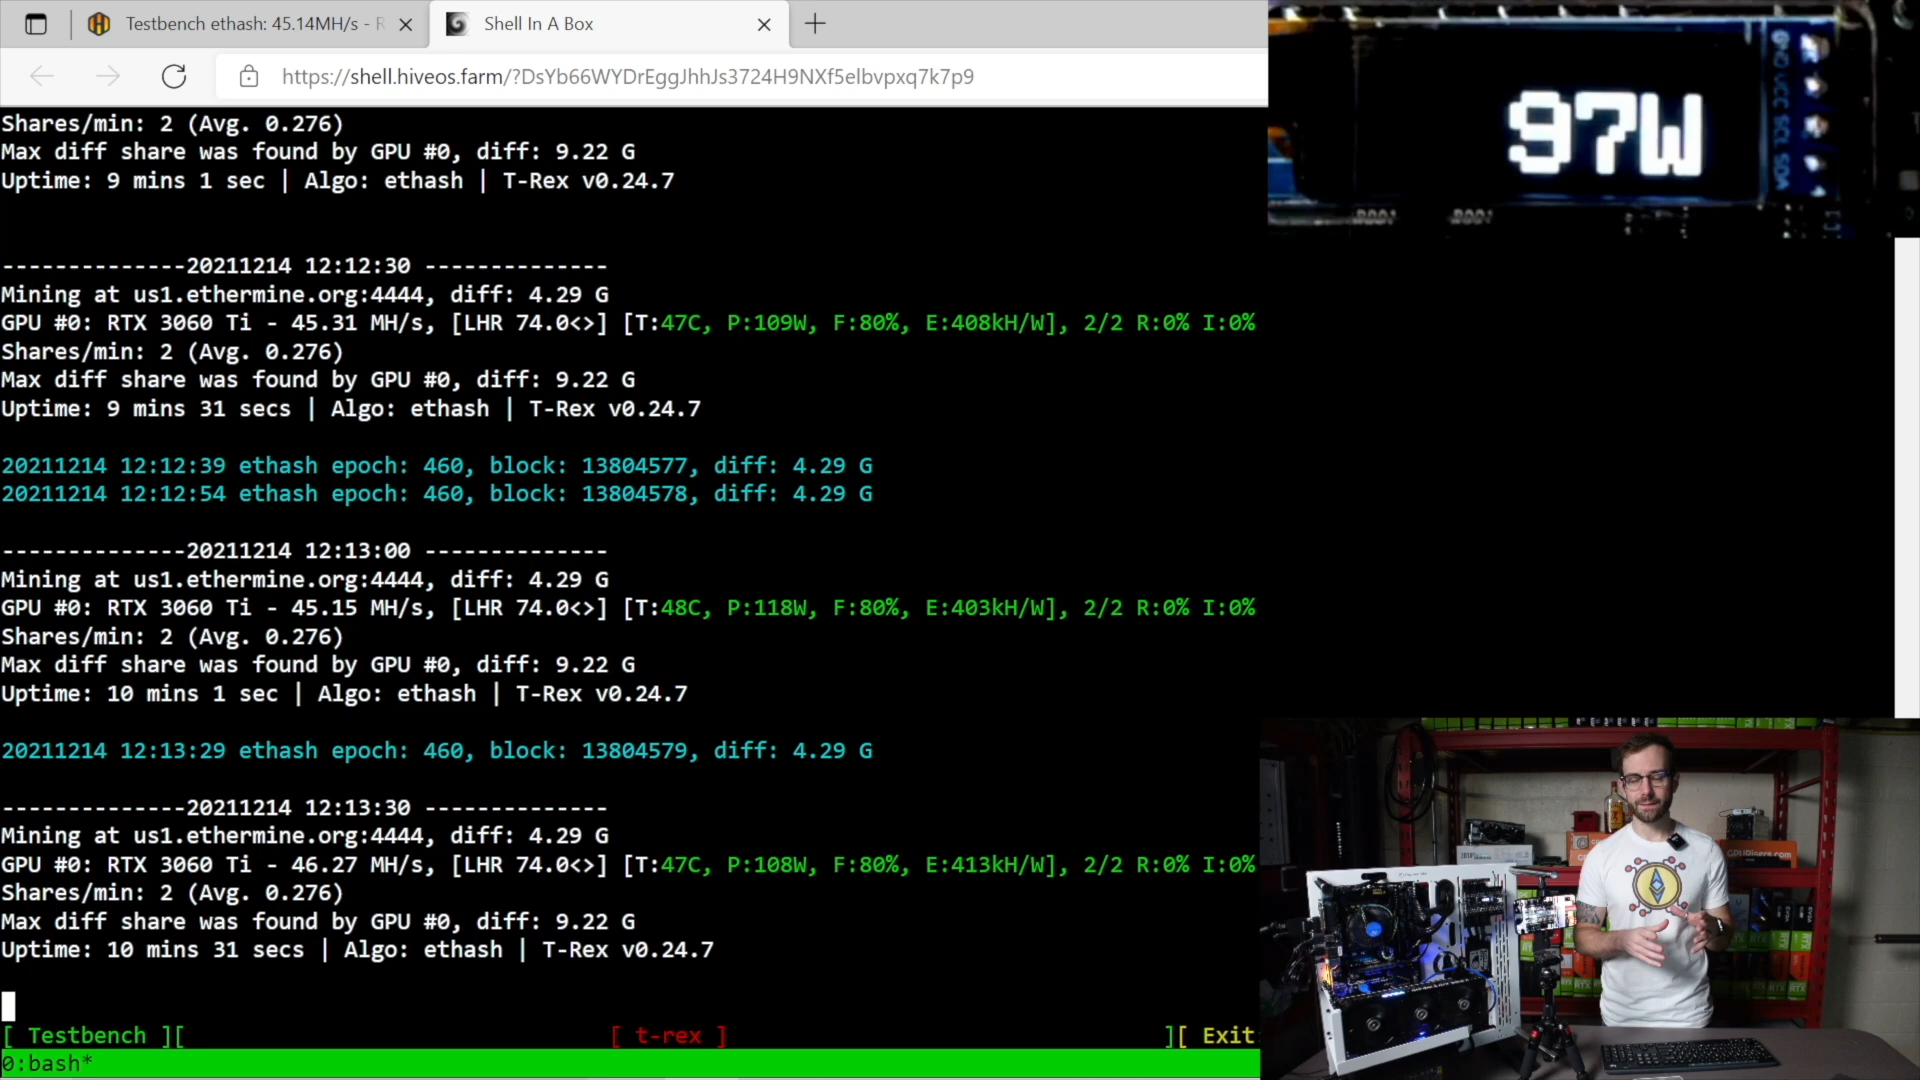 Testbench ethash: 45.14MH/s - R
Shell In A Box
https://shell.hiveos.farm/?DsYb66WYDrEggJhhJs3724H9NXf5elbvpxq7k7p9
97W
GND VCC SCL SDA
Shares/min: 2 (Avg. 0.276)
Max diff share was found by GPU #0, diff: 9.22 G
Uptime: 9 mins 1 sec | Algo: ethash | T-Rex v0.24.7
--------------20211214 12:12:30 --------------
Mining at us1.ethermine.org:4444, diff: 4.29 G
GPU #0: RTX 3060 Ti - 45.31 MH/s, [LHR 74.0<>] [T:47C, P:109W, F:80%, E:408kH/W], 2/2 R:0% I:0%
Shares/min: 2 (Avg. 0.276)
Max diff share was found by GPU #0, diff: 9.22 G
Uptime: 9 mins 31 secs | Algo: ethash | T-Rex v0.24.7
20211214 12:12:39 ethash epoch: 460, block: 13804577, diff: 4.29 G
20211214 12:12:54 ethash epoch: 460, block: 13804578, diff: 4.29 G
--------------20211214 12:13:00 --------------
Mining at us1.ethermine.org:4444, diff: 4.29 G
GPU #0: RTX 3060 Ti - 45.15 MH/s, [LHR 74.0<>] [T:48C, P:118W, F:80%, E:403kH/W], 2/2 R:0% I:0%
Shares/min: 2 (Avg. 0.276)
Max diff share was found by GPU #0, diff: 9.22 G
Uptime: 10 mins 1 sec | Algo: ethash | T-Rex v0.24.7
20211214 12:13:29 ethash epoch: 460, block: 13804579, diff: 4.29 G
--------------20211214 12:13:30 --------------
Mining at us1.ethermine.org:4444, diff: 4.29 G
GPU #0: RTX 3060 Ti - 46.27 MH/s, [LHR 74.0<>] [T:47C, P:108W, F:80%, E:413kH/W], 2/2 R:0% I:0%
Shares/min: 2 (Avg. 0.276)
Max diff share was found by GPU #0, diff: 9.22 G
Uptime: 10 mins 31 secs | Algo: ethash | T-Rex v0.24.7
[ Testbench ][ [ t-rex ] ][ Exit
0:bash*
GPURisers.com
RTX